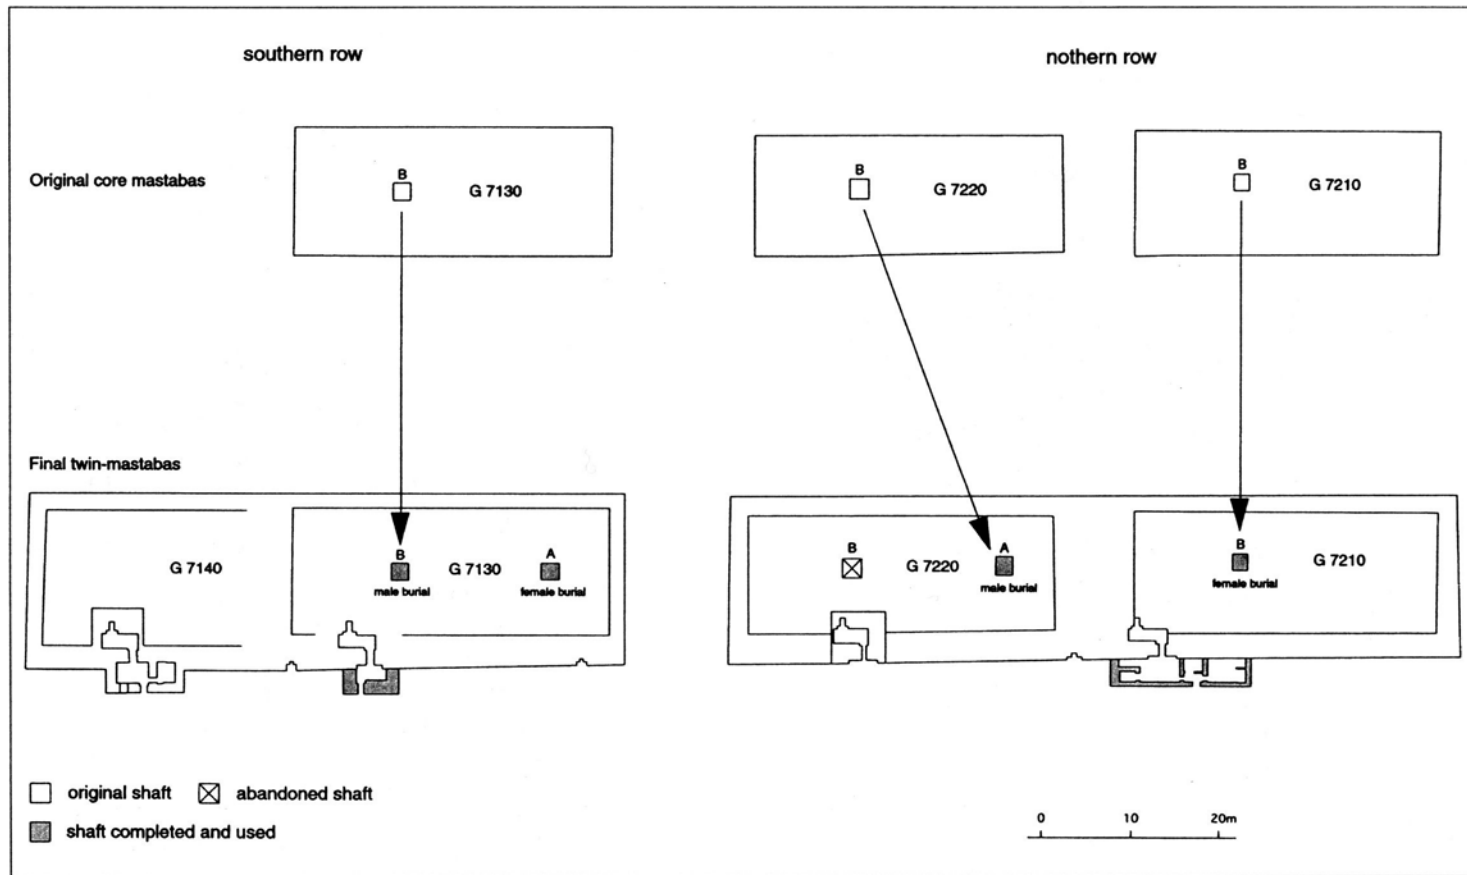 southern row
nothern row
Original core mastabas
B
G 7130
B
G 7220
B
G 7210
Final twin-mastabas
G 7140
B
male burial
G 7130
A
female burial
B
G 7220
A
male burial
B
female burial
G 7210
original shaft
abandoned shaft
shaft completed and used
0 10 20m